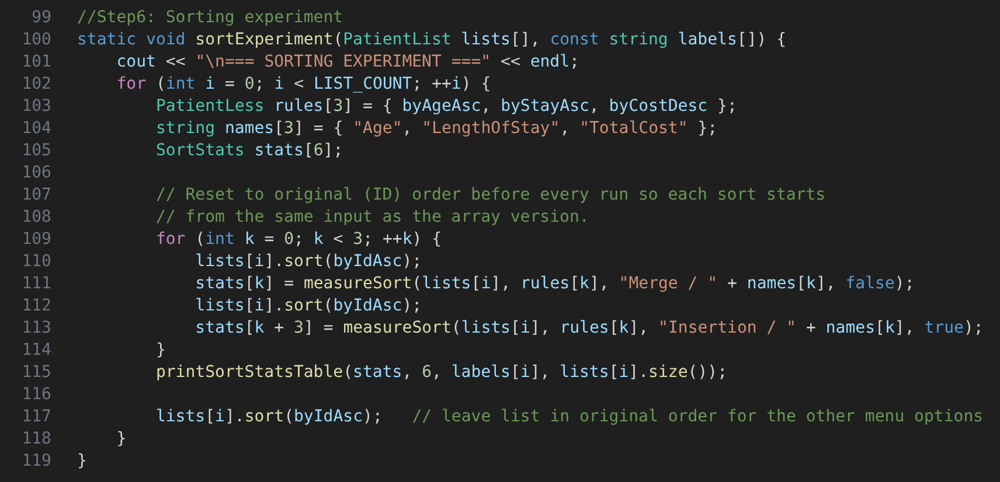 99 //Step6: Sorting experiment
100 static void sortExperiment(PatientList lists[], const string labels[]) {
101     cout << "\n=== SORTING EXPERIMENT ===" << endl;
102     for (int i = 0; i < LIST_COUNT; ++i) {
103         PatientLess rules[3] = { byAgeAsc, byStayAsc, byCostDesc };
104         string names[3] = { "Age", "LengthOfStay", "TotalCost" };
105         SortStats stats[6];
106
107         // Reset to original (ID) order before every run so each sort starts
108         // from the same input as the array version.
109         for (int k = 0; k < 3; ++k) {
110             lists[i].sort(byIdAsc);
111             stats[k] = measureSort(lists[i], rules[k], "Merge / " + names[k], false);
112             lists[i].sort(byIdAsc);
113             stats[k + 3] = measureSort(lists[i], rules[k], "Insertion / " + names[k], true);
114         }
115         printSortStatsTable(stats, 6, labels[i], lists[i].size());
116
117         lists[i].sort(byIdAsc);   // leave list in original order for the other menu options
118     }
119 }